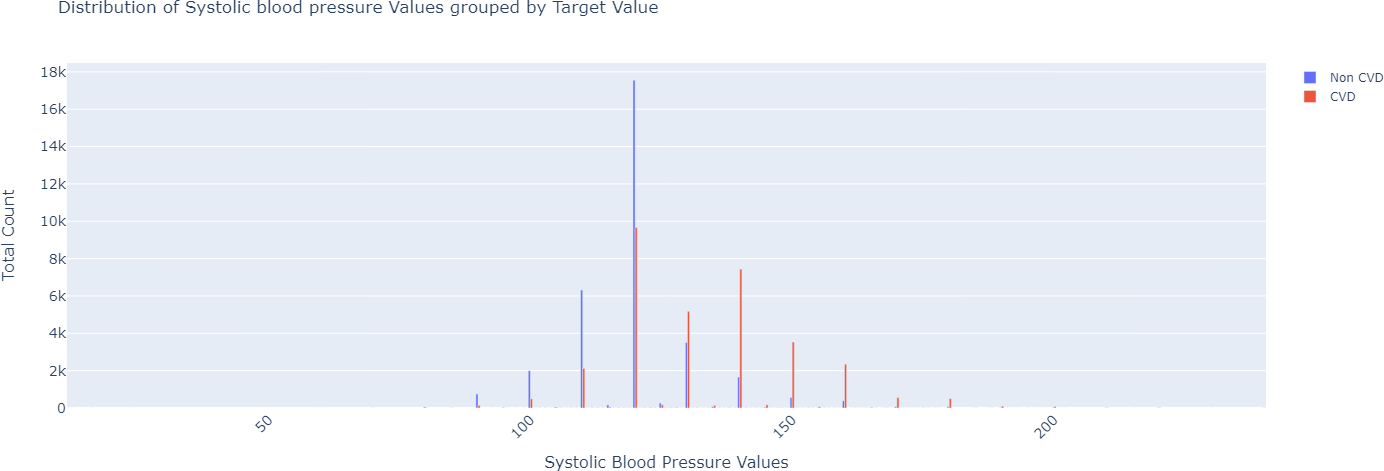 Distribution of Systolic blood pressure Values grouped by Target Value
18k
16k
14k
12k
10k
8k
6k
4k
2k
0
Total Count
50
100
150
200
Systolic Blood Pressure Values
Non CVD
CVD